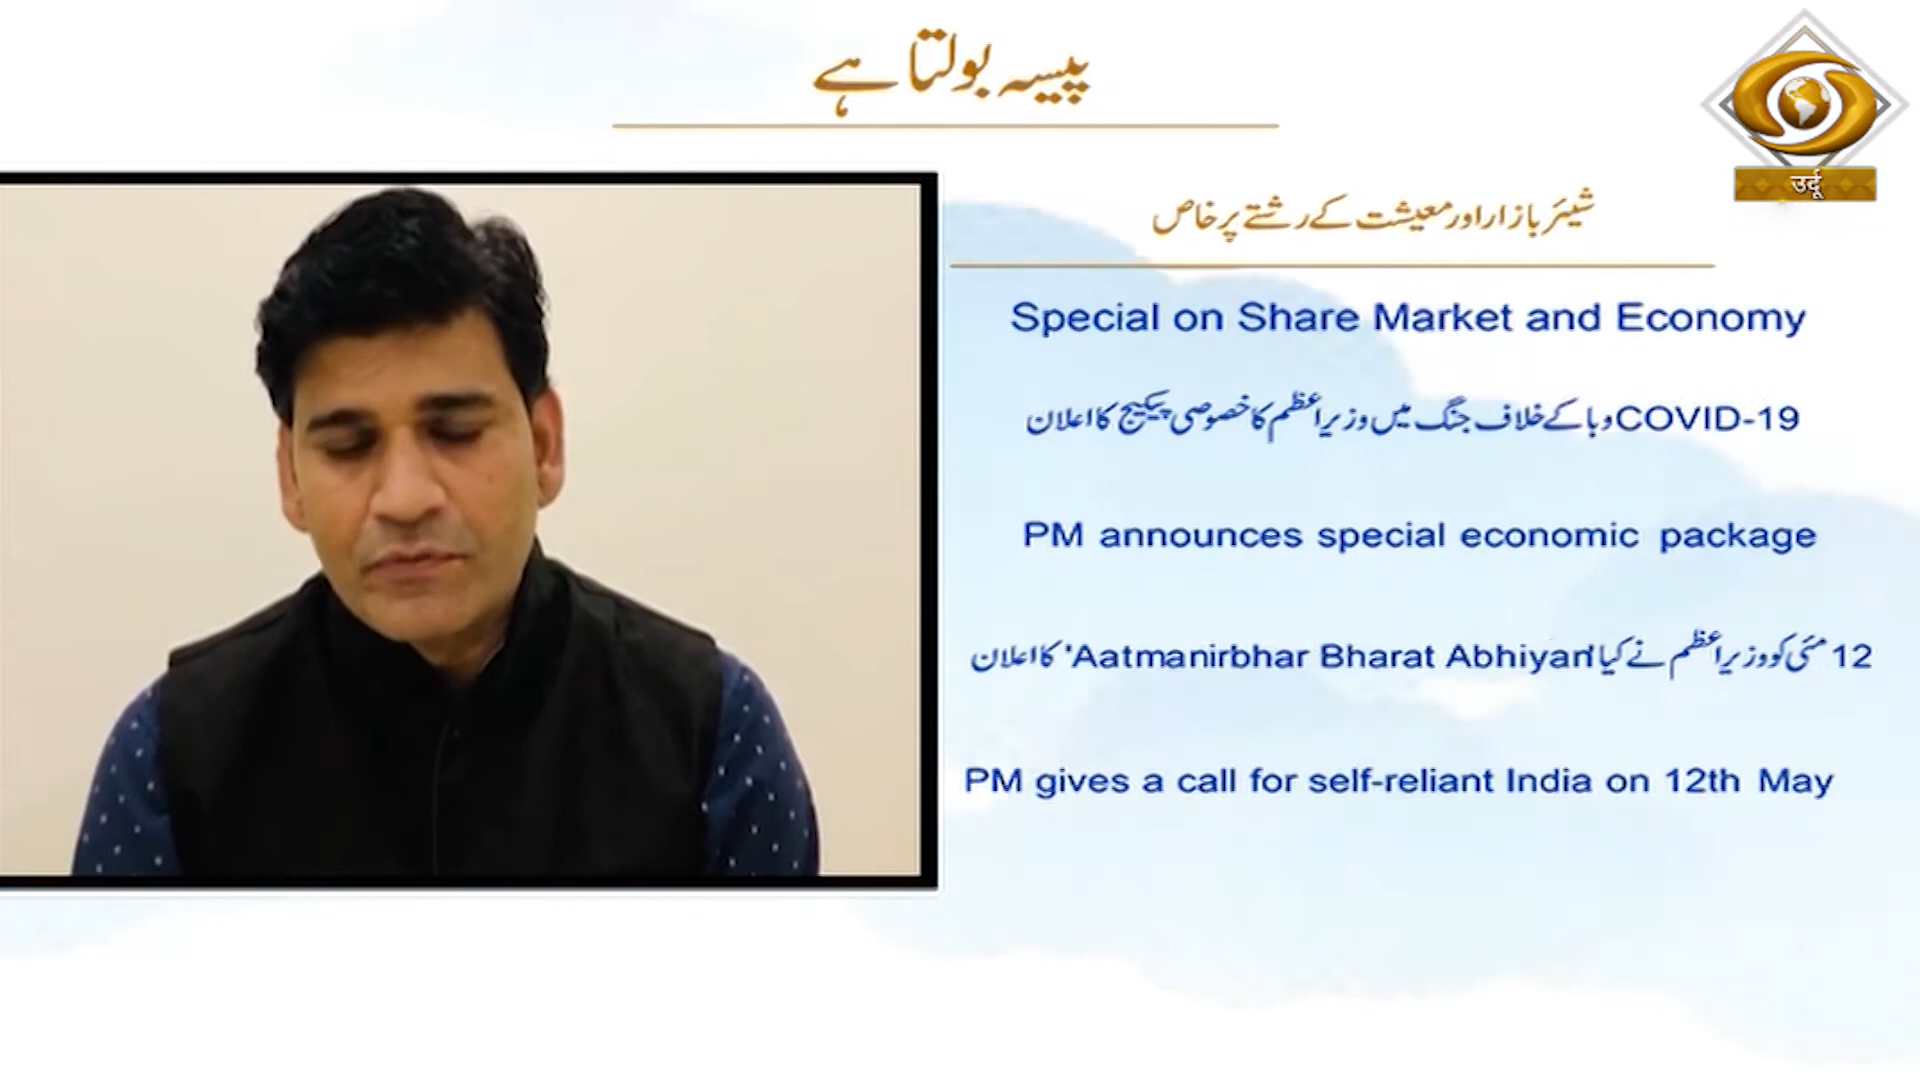 پیسہ بولتا ہے
उर्दू
شیئر بازار اور معیشت کے رشتے پر خاص
Special on Share Market and Economy
COVID-19 وبا کے خلاف جنگ میں وزیراعظم کا خصوصی پیکیج کا اعلان
PM announces special economic package
12 مئی کو وزیراعظم نے کیا 'Aatmanirbhar Bharat Abhiyan' کا اعلان
PM gives a call for self-reliant India on 12th May